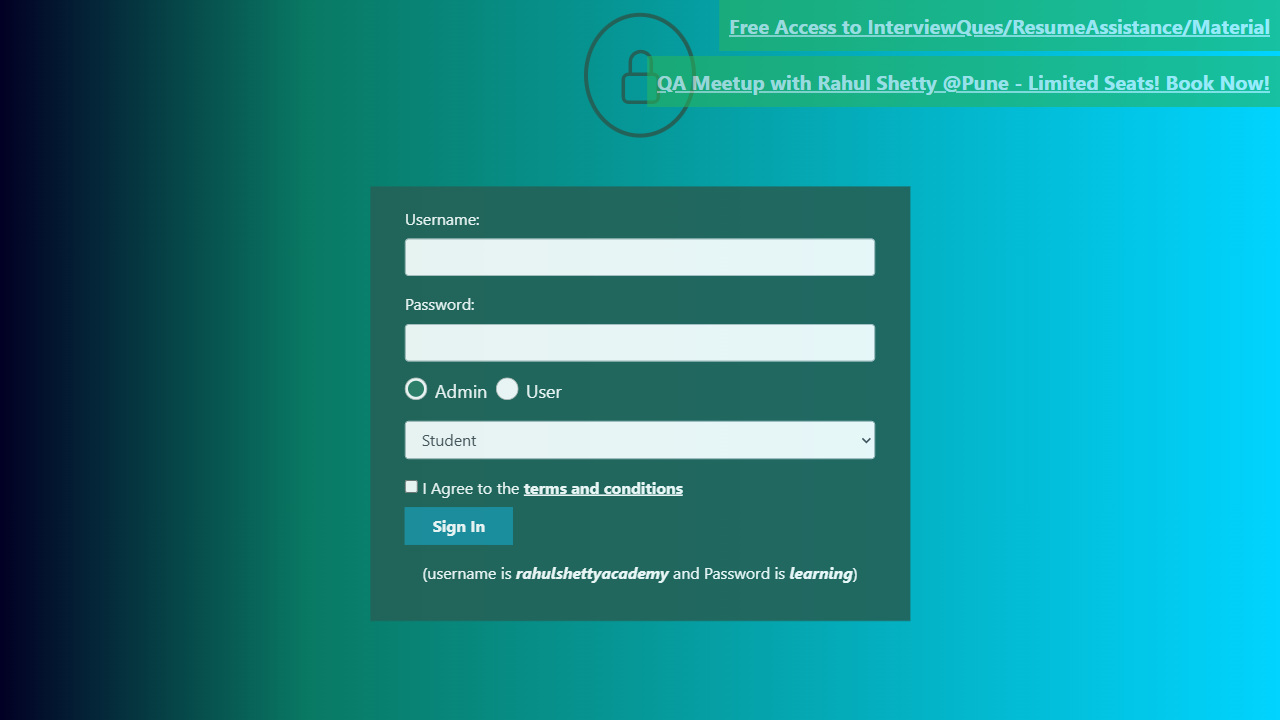 Free Access to InterviewQues/ResumeAssistance/Material
QA Meetup with Rahul Shetty @Pune - Limited Seats! Book Now!
Username:
Password:
Admin User
Student
I Agree to the terms and conditions
Sign In
(username is rahulshettyacademy and Password is learning)